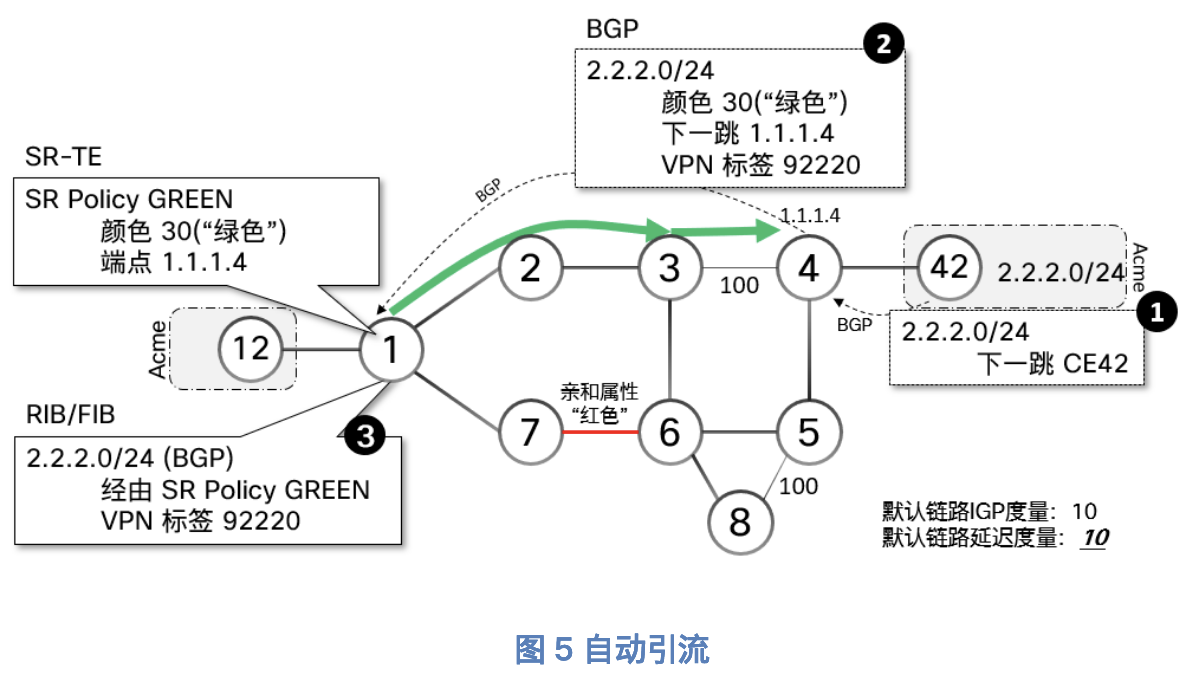 BGP
2
2.2.2.0/24
颜色 30(“绿色”)
下一跳 1.1.1.4
VPN 标签 92220
SR-TE
SR Policy GREEN
颜色 30(“绿色”)
端点 1.1.1.4
BGP
1.1.1.4
2
3
100
4
42
2.2.2.0/24
Acme
BGP
1
2.2.2.0/24
下一跳 CE42
Acme
12
1
RIB/FIB
3
2.2.2.0/24 (BGP)
经由 SR Policy GREEN
VPN 标签 92220
亲和属性
“红色”
7
6
5
100
8
默认链路IGP度量：10
默认链路延迟度量：10
图 5 自动引流